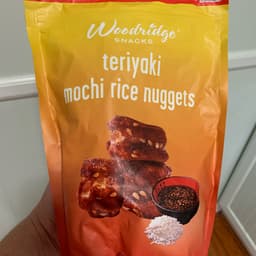 Woodridge
SNACKS
teriyaki
mochi rice nuggets